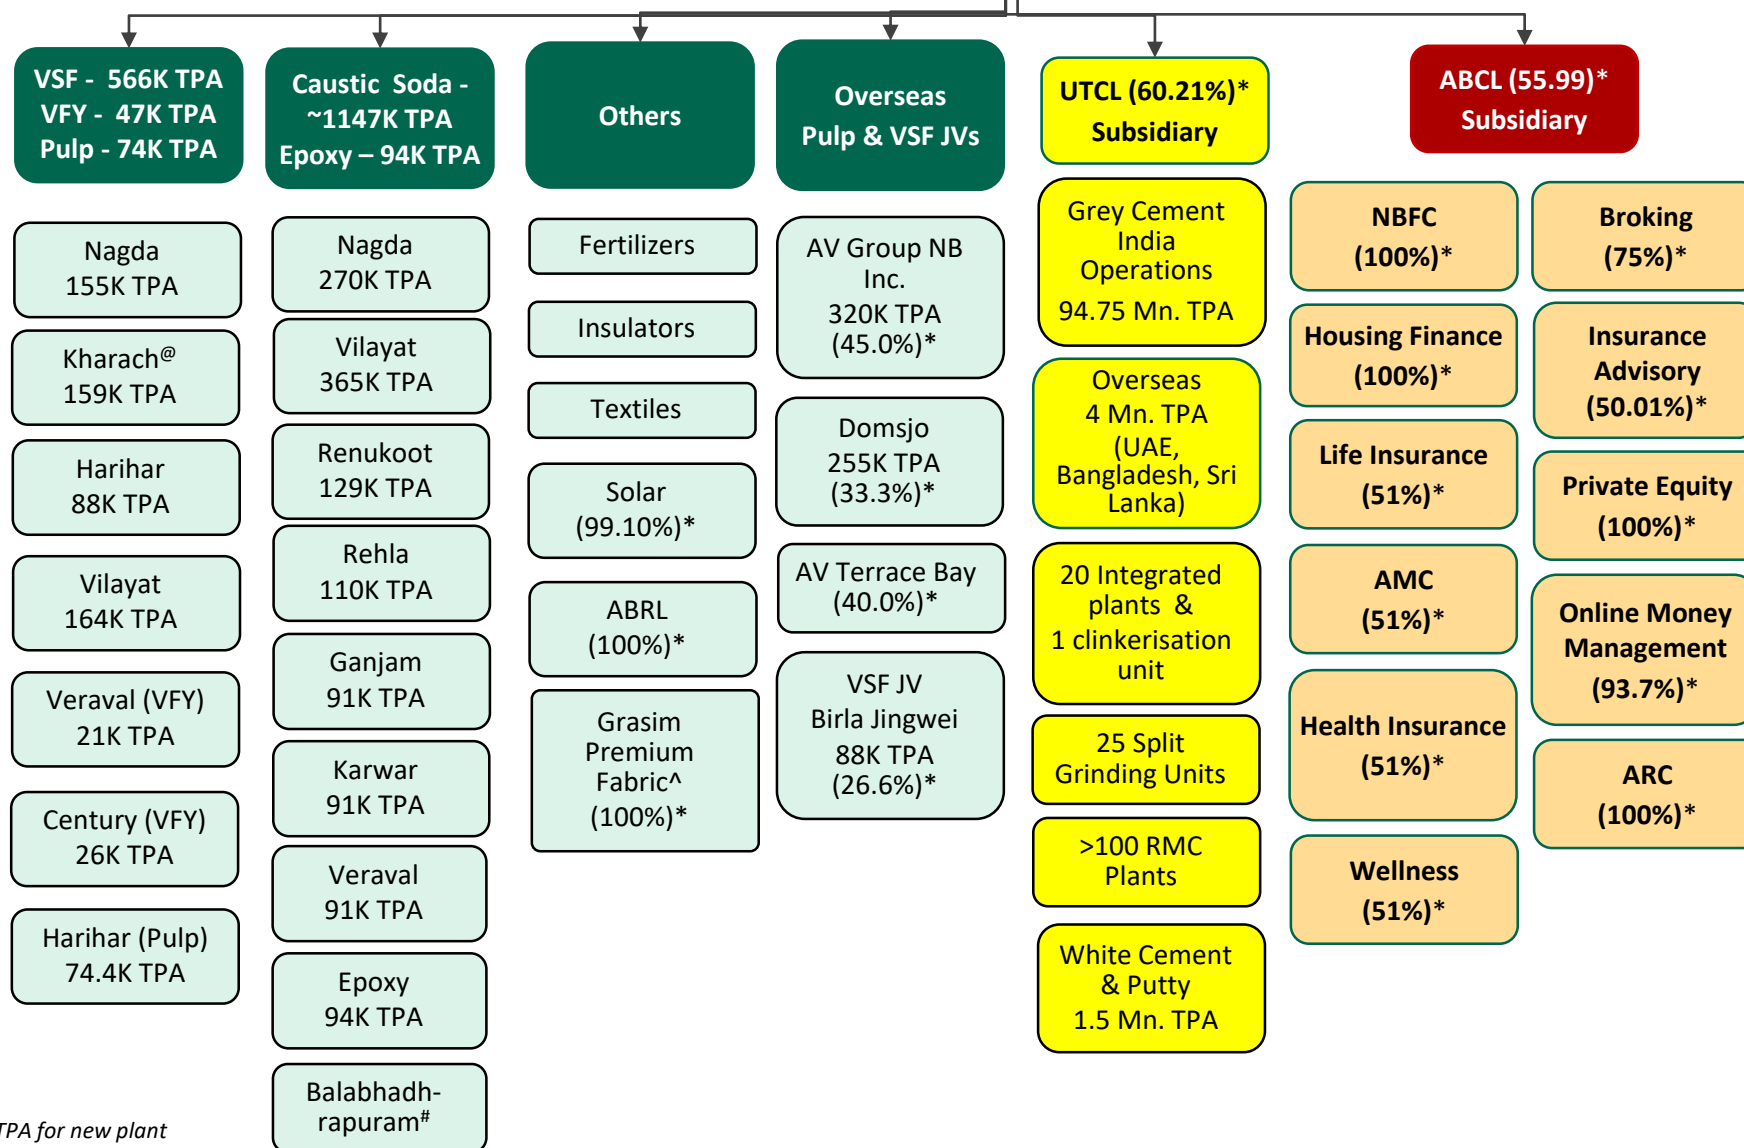 VSF - 566K TPA
VFY - 47K TPA
Pulp - 74K TPA
Nagda
155K TPA
Kharach@
159K TPA
Harihar
88K TPA
Vilayat
164K TPA
Veraval (VFY)
21K TPA
Century (VFY)
26K TPA
Harihar (Pulp)
74.4K TPA
Caustic Soda -
~1147K TPA
Epoxy – 94K TPA
Nagda
270K TPA
Vilayat
365K TPA
Renukoot
129K TPA
Rehla
110K TPA
Ganjam
91K TPA
Karwar
91K TPA
Veraval
91K TPA
Epoxy
94K TPA
Balabhadh-
rapuram#
Others
Fertilizers
Insulators
Textiles
Solar
(99.10%)*
ABRL
(100%)*
Grasim
Premium
Fabric^
(100%)*
Overseas
Pulp & VSF JVs
AV Group NB
Inc.
320K TPA
(45.0%)*
Domsjo
255K TPA
(33.3%)*
AV Terrace Bay
(40.0%)*
VSF JV
Birla Jingwei
88K TPA
(26.6%)*
UTCL (60.21%)*
Subsidiary
Grey Cement
India
Operations
94.75 Mn. TPA
Overseas
4 Mn. TPA
(UAE,
Bangladesh, Sri
Lanka)
20 Integrated
plants &
1 clinkerisation
unit
25 Split
Grinding Units
>100 RMC
Plants
White Cement
& Putty
1.5 Mn. TPA
ABCL (55.99)*
Subsidiary
NBFC
(100%)*
Housing Finance
(100%)*
Life Insurance
(51%)*
AMC
(51%)*
Health Insurance
(51%)*
Wellness
(51%)*
Broking
(75%)*
Insurance
Advisory
(50.01%)*
Private Equity
(100%)*
Online Money
Management
(93.7%)*
ARC
(100%)*
TPA for new plant